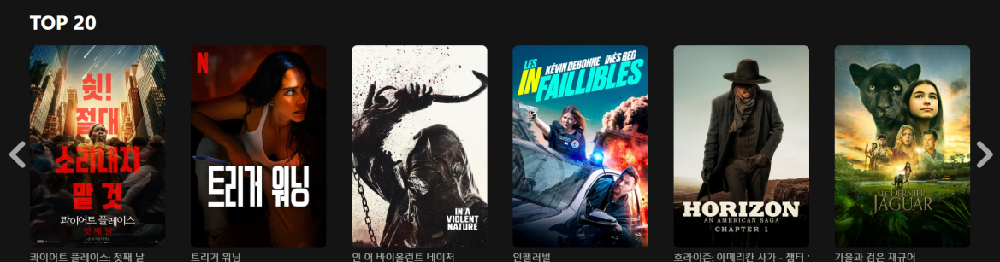 TOP 20
쉿!
절대
소리내지
말 것
콰이어트 플레이스
첫째 날
N
트리거 워닝
IN A
VIOLENT
NATURE
LES KEVIN DEBONNE INÈS REG
INFAILLIBLES
HORIZON
AN AMERICAN SAGA
CHAPTER 1
LE DERNIER
JAGUAR
콰이어트 플레이스: 첫째 날
트리거 워닝
인 어 바이올런트 네이처
인팰러블
호라이즌: 아메리칸 사가 - 챕터
가을과 검은 재규어